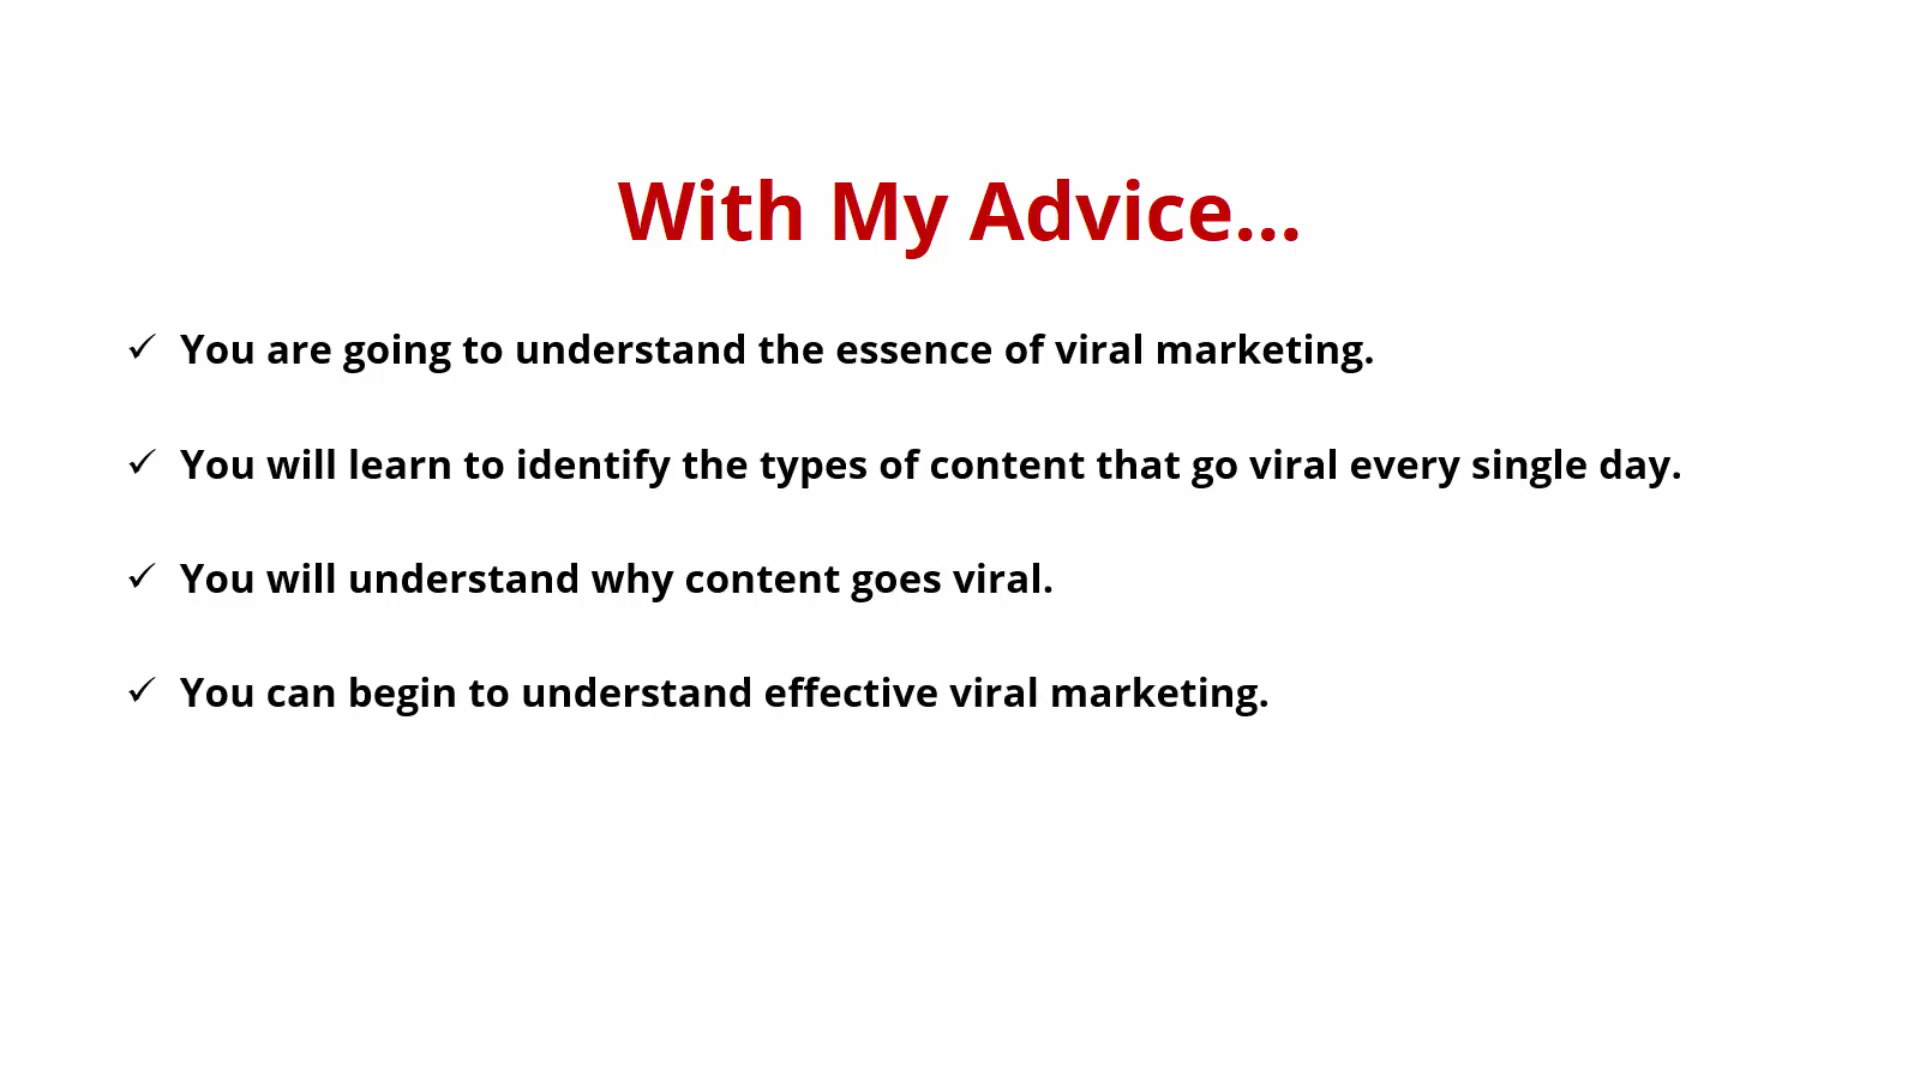 With My Advice...
✓ You are going to understand the essence of viral marketing.
✓ You will learn to identify the types of content that go viral every single day.
✓ You will understand why content goes viral.
✓ You can begin to understand effective viral marketing.